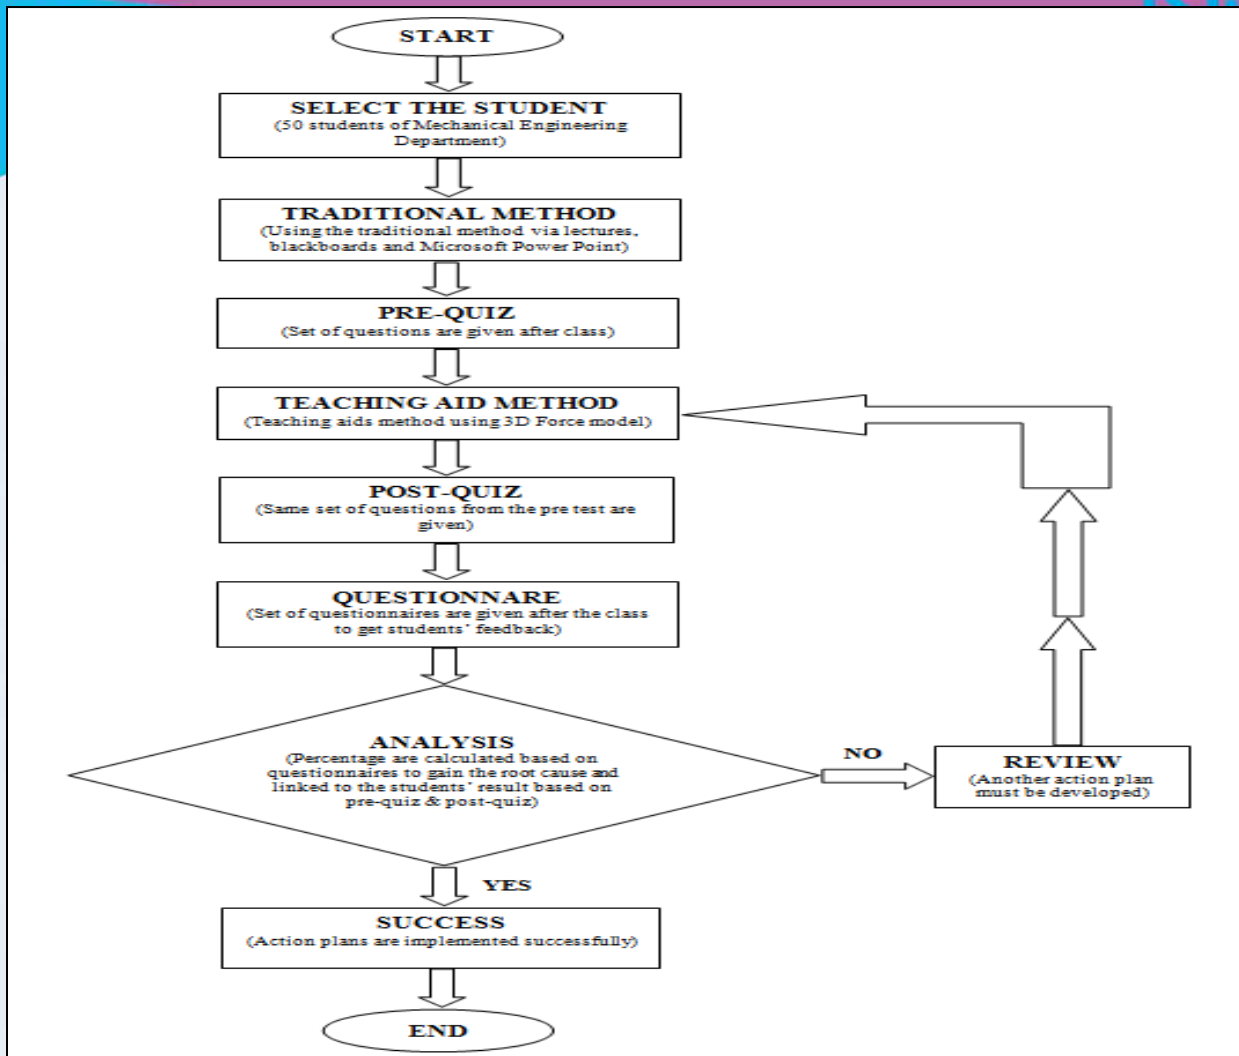 START
SELECT THE STUDENT
(50 students of Mechanical Engineering
Department)
TRADITIONAL METHOD
(Using the traditional method via lectures,
blackboards and Microsoft Power Point)
PRE-QUIZ
(Set of questions are given after class)
TEACHING AID METHOD
(Teaching aids method using 3D Force model)
POST-QUIZ
(Same set of questions from the pre test are
given)
QUESTIONNARE
(Set of questionnaires are given after the class
to get students' feedback)
ANALYSIS
(Percentage are calculated based on
questionnaires to gain the root cause and
linked to the students' result based on
pre-quiz & post-quiz)
NO
REVIEW
(Another action plan
must be developed)
YES
SUCCESS
(Action plans are implemented successfully)
END